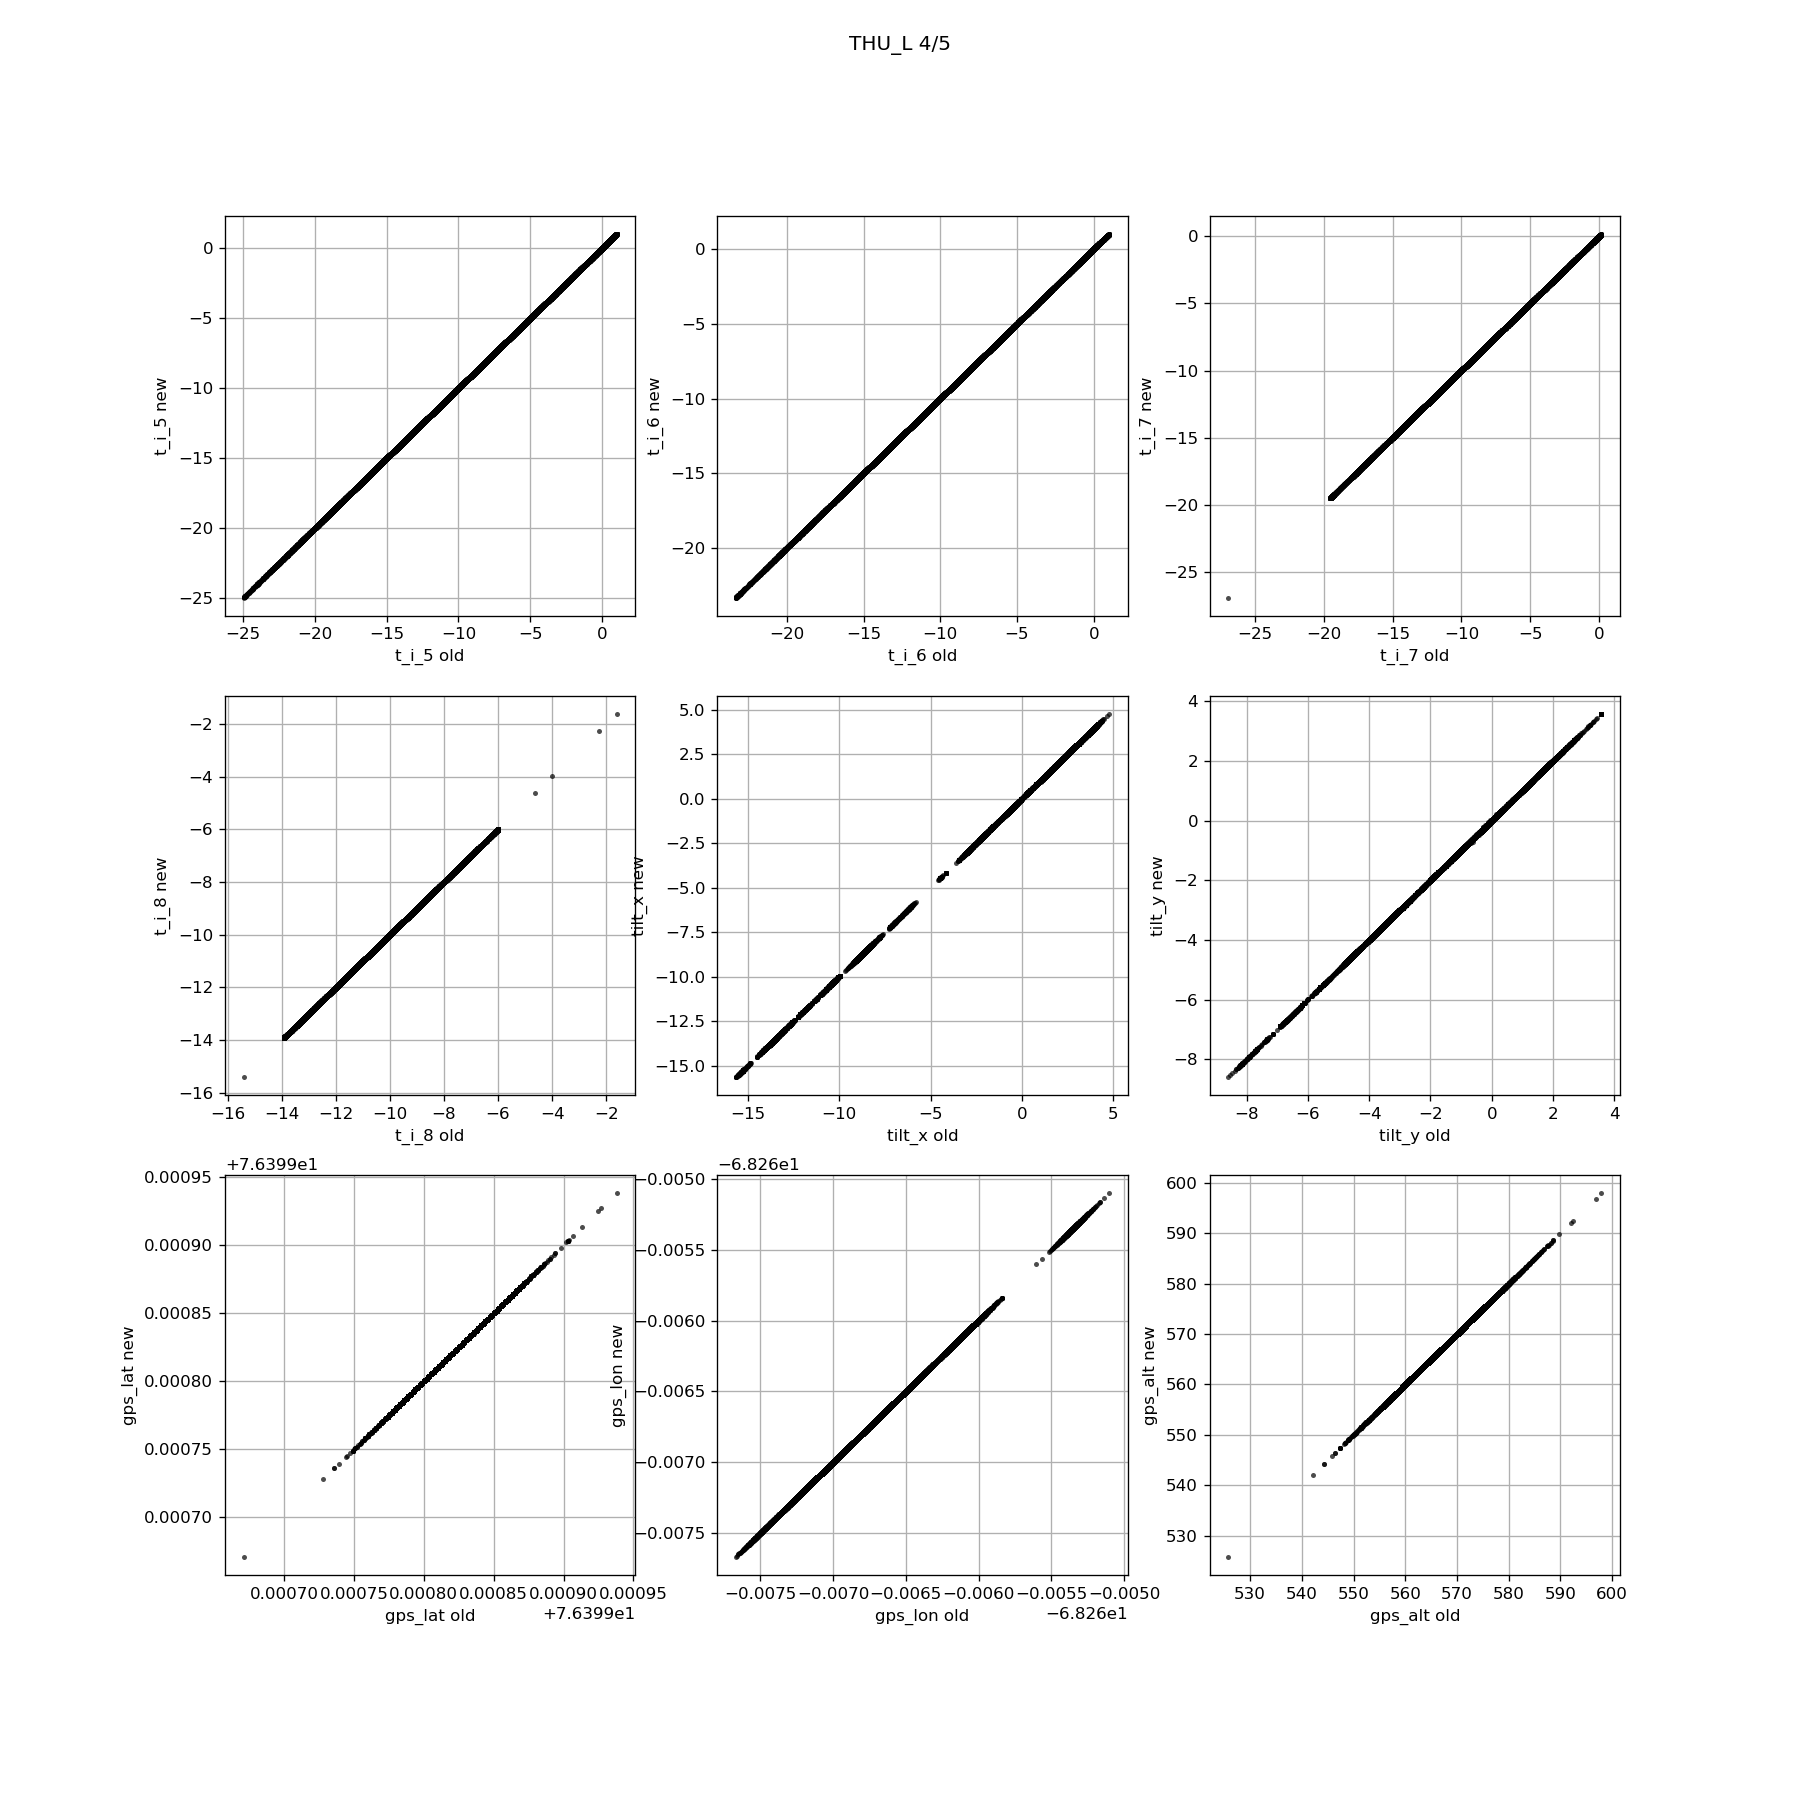 THU_L 4/5
0
−5
−10
−15
−20
−25
t_i_5 new
−25 −20 −15 −10 −5 0
t_i_5 old
0
−5
−10
−15
−20
t_i_6 new
−20 −15 −10 −5 0
t_i_6 old
0
−5
−10
−15
−20
−25
t_i_7 new
−25 −20 −15 −10 −5 0
t_i_7 old
−2
−4
−6
−8
−10
−12
−14
−16
t_i_8 new
−16 −14 −12 −10 −8 −6 −4 −2
t_i_8 old
5.0
2.5
0.0
−2.5
−5.0
−7.5
−10.0
−12.5
−15.0
tilt_x new
−15 −10 −5 0 5
tilt_x old
4
2
0
−2
−4
−6
−8
tilt_y new
−8 −6 −4 −2 0 2 4
tilt_y old
+7.6399e1
0.00095
0.00090
0.00085
0.00080
0.00075
0.00070
gps_lat new
0.00070 0.00075 0.00080 0.00085 0.00090 0.00095
gps_lat old
+7.6399e1
−6.826e1
−0.0050
−0.0055
−0.0060
−0.0065
−0.0070
−0.0075
gps_lon new
−0.0075 −0.0070 −0.0065 −0.0060 −0.0055 −0.0050
gps_lon old
−6.826e1
600
590
580
570
560
550
540
530
gps_alt new
530 540 550 560 570 580 590 600
gps_alt old